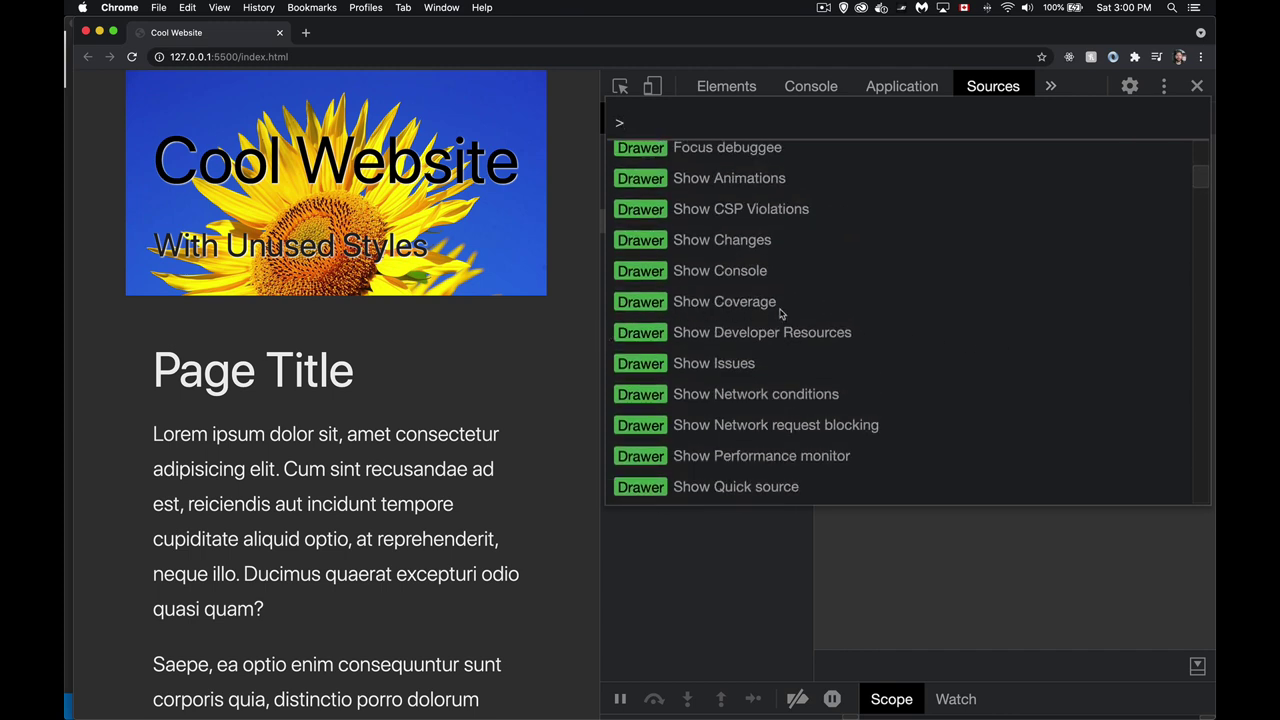 Chrome File Edit View History Bookmarks Profiles Tab Window Help 100% Sat 3:00 PM
Cool Website
127.0.0.1:5500/index.html
Elements Console Application Sources
>
Drawer Focus debuggee
Drawer Show Animations
Drawer Show CSP Violations
Drawer Show Changes
Drawer Show Console
Drawer Show Coverage
Drawer Show Developer Resources
Drawer Show Issues
Drawer Show Network conditions
Drawer Show Network request blocking
Drawer Show Performance monitor
Drawer Show Quick source
Scope Watch
Cool Website
With Unused Styles
Page Title
Lorem ipsum dolor sit, amet consectetur
adipisicing elit. Cum sint recusandae ad
est, reiciendis aut incidunt tempore
cupiditate aliquid optio, at reprehenderit,
neque illo. Ducimus quaerat excepturi odio
quasi quam?
Saepe, ea optio enim consequuntur sunt
corporis quia, distinctio porro dolorum